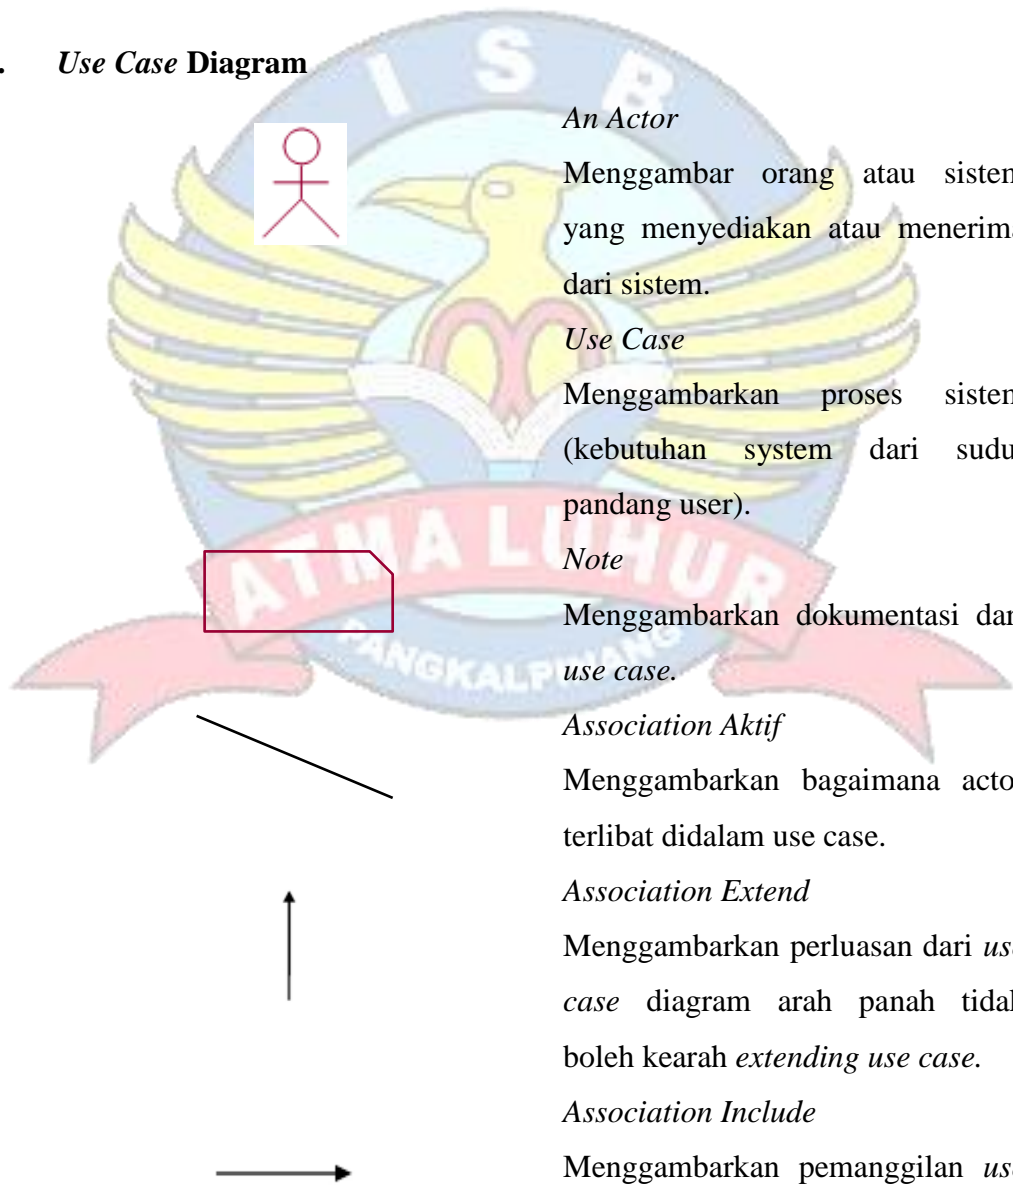 . Use Case Diagram
I S B
An Actor
Menggambar orang atau sistem
yang menyediakan atau menerima
dari sistem.
Use Case
Menggambarkan proses sistem
(kebutuhan system dari sudu
pandang user).
ATMA LUHUR
Note
Menggambarkan dokumentasi dar
use case.
PANGKALPINANG
Association Aktif
Menggambarkan bagaimana acto
terlibat didalam use case.
Association Extend
Menggambarkan perluasan dari use
case diagram arah panah tidak
boleh kearah extending use case.
Association Include
Menggambarkan pemanggilan use